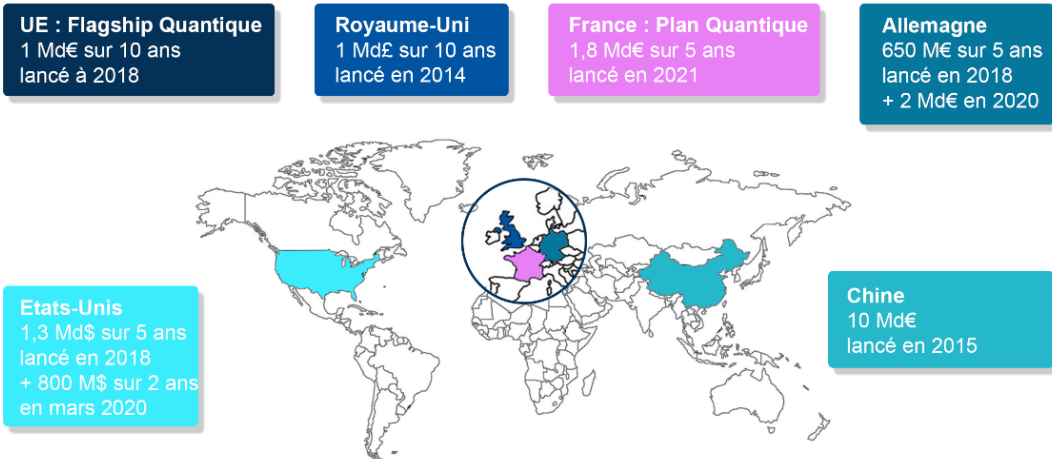 UE : Flagship Quantique
1 Md€ sur 10 ans
lancé à 2018
Royaume-Uni
1 Md£ sur 10 ans
lancé en 2014
France : Plan Quantique
1,8 Md€ sur 5 ans
lancé en 2021
Allemagne
650 M€ sur 5 ans
lancé en 2018
+ 2 Md€ en 2020
Etats-Unis
1,3 Md$ sur 5 ans
lancé en 2018
+ 800 M$ sur 2 ans
en mars 2020
Chine
10 Md€
lancé en 2015